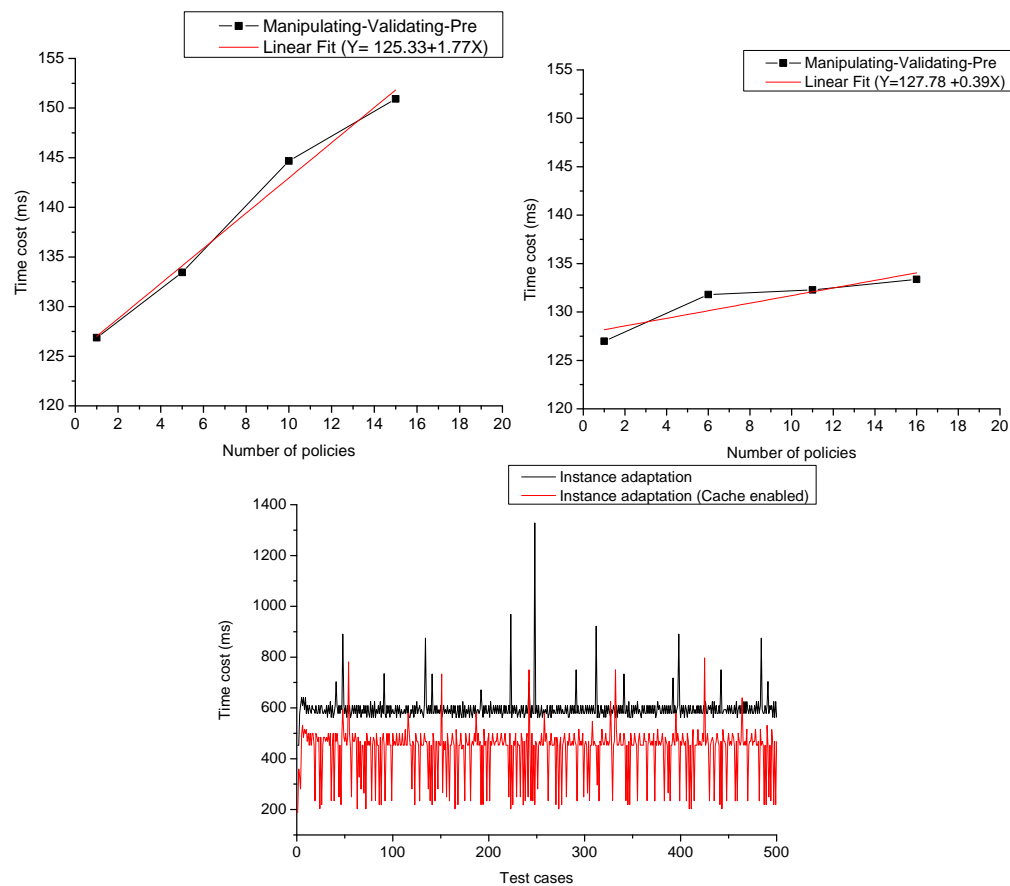 Manipulating-Validating-Pre
Linear Fit (Y= 125.33+1.77X)
155
150
145
140
135
130
125
120
Time cost (ms)
0 2 4 6 8 10 12 14 16 18 20
Number of policies
Manipulating-Validating-Pre
Linear Fit (Y=127.78 +0.39X)
155
150
145
140
135
130
125
120
Time cost (ms)
0 2 4 6 8 10 12 14 16 18 20
Number of policies
Instance adaptation
Instance adaptation (Cache enabled)
1400
1200
1000
800
600
400
200
Time cost (ms)
0 100 200 300 400 500
Test cases